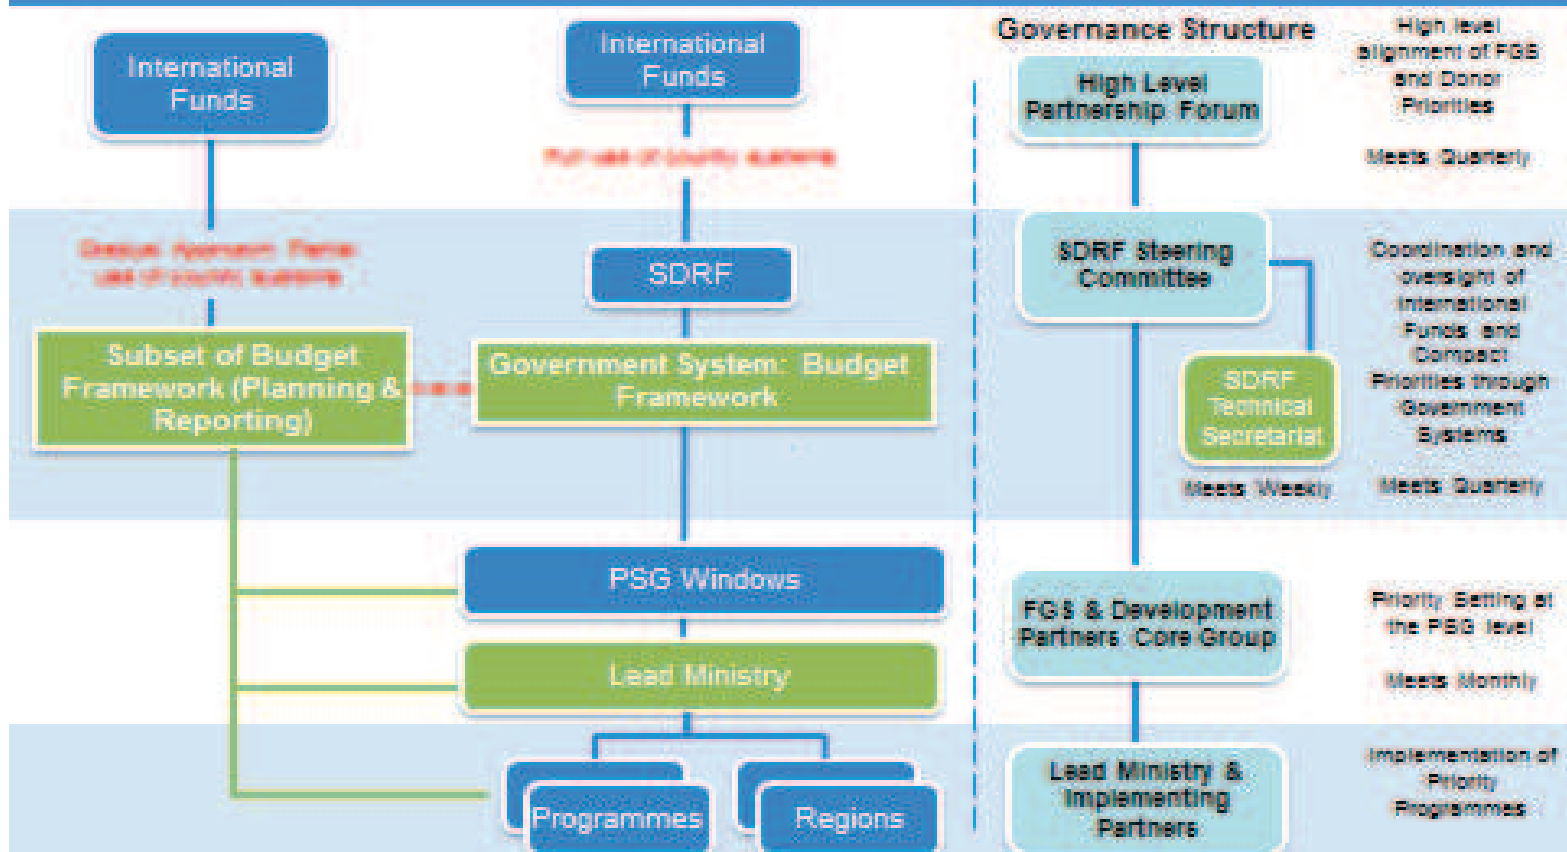 International
Funds
International
Funds
Full use of country systems
Gradual Approach: Partial
use of country systems
SDRF
Subset of Budget
Framework (Planning &
Reporting)
Government System: Budget
Framework
PSG Windows
Lead Ministry
Programmes
Regions
Governance Structure
High Level
Partnership Forum
High level
alignment of FGS
and Donor
Priorities
Meets Quarterly
SDRF Steering
Committee
SDRF
Technical
Secretariat
Meets Weekly
Coordination and
oversight of
International
Funds and
Compact
Priorities through
Government
Systems
Meets Quarterly
FGS & Development
Partners Core Group
Priority Setting at
the PSG level
Meets Monthly
Lead Ministry &
Implementing
Partners
Implementation of
Priority
Programmes